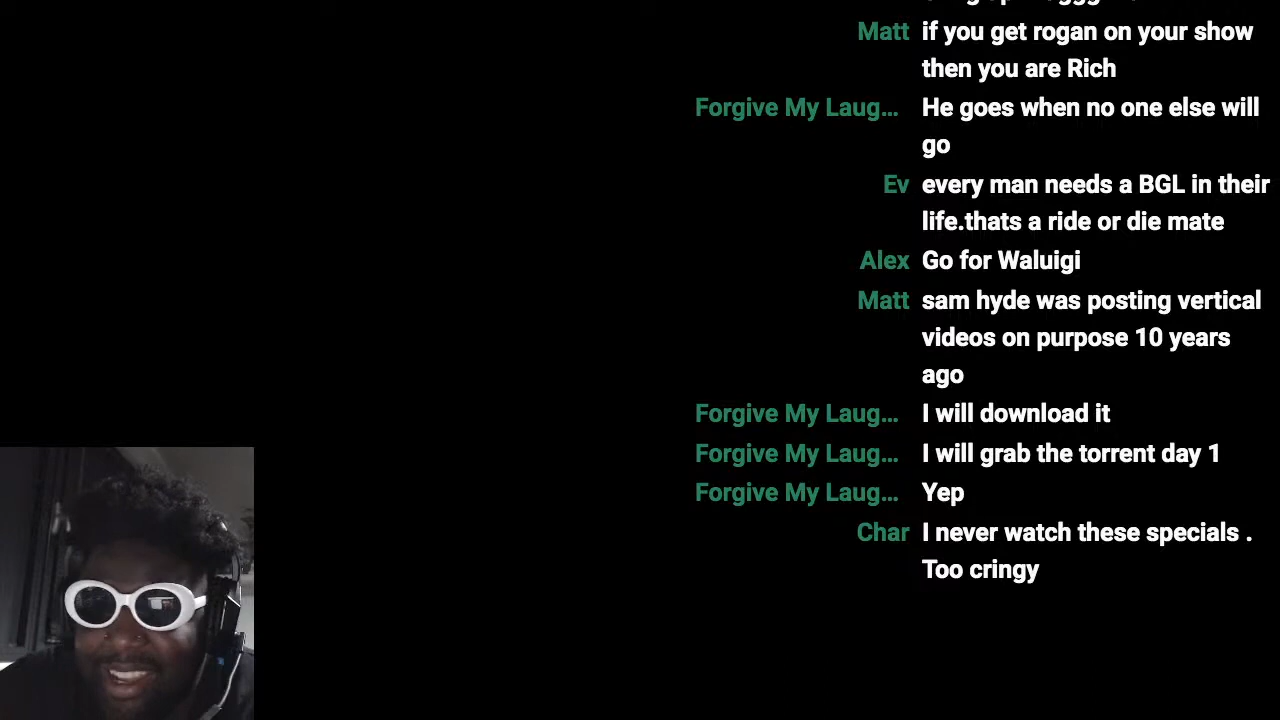 Matt if you get rogan on your show
then you are Rich
Forgive My Laug... He goes when no one else will
go
Ev every man needs a BGL in their
life.thats a ride or die mate
Alex Go for Waluigi
Matt sam hyde was posting vertical
videos on purpose 10 years
ago
Forgive My Laug... I will download it
Forgive My Laug... I will grab the torrent day 1
Forgive My Laug... Yep
Char I never watch these specials .
Too cringy